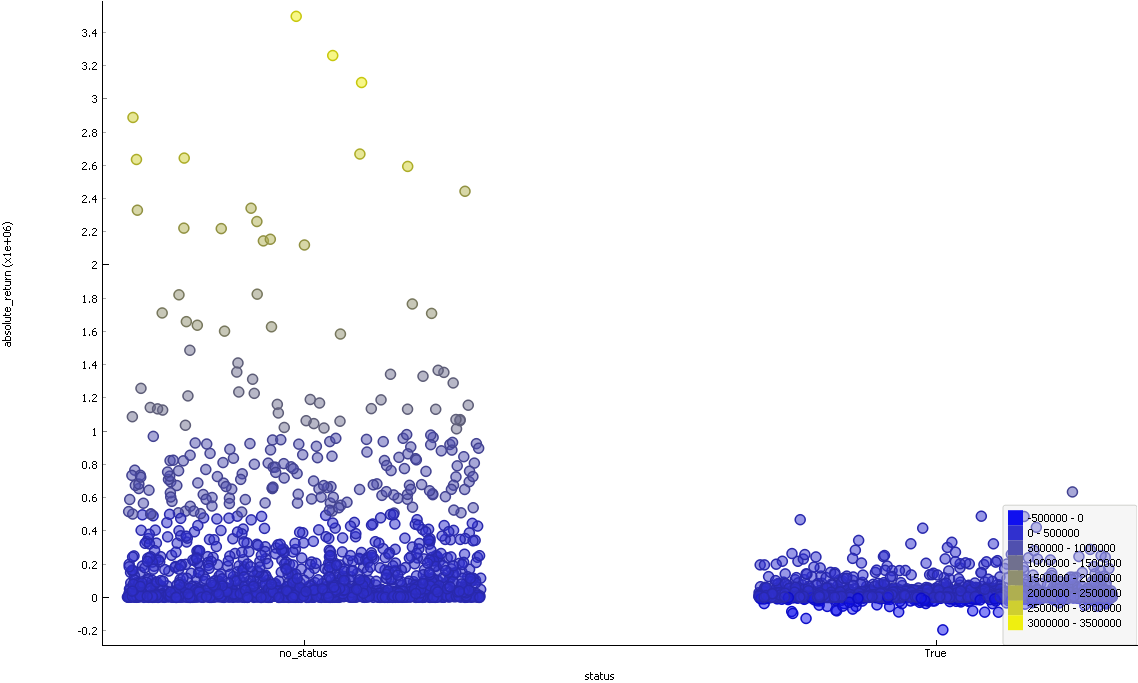 3.4
3.2
3
2.8
2.6
2.4
2.2
2
1.8
1.6
1.4
1.2
1
0.8
0.6
0.4
0.2
0
-0.2
absolute_return (x1e+06)
no_status
True
status
-500000 - 0
0 - 500000
500000 - 1000000
1000000 - 1500000
1500000 - 2000000
2000000 - 2500000
2500000 - 3000000
3000000 - 3500000